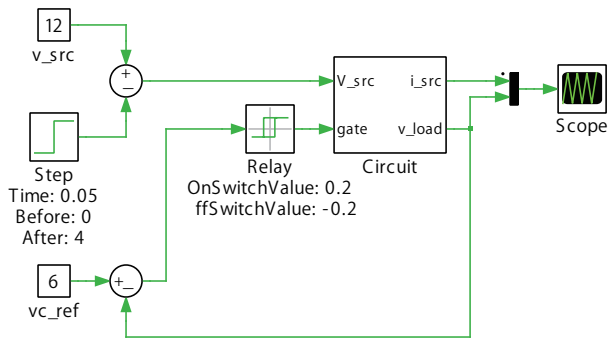 12
v_src
+
−
Step
Time: 0.05
Before: 0
After: 4
Relay
OnSwitchValue: 0.2
ffSwitchValue: -0.2
V_src
gate
i_src
v_load
Circuit
Scope
6
vc_ref
+
−